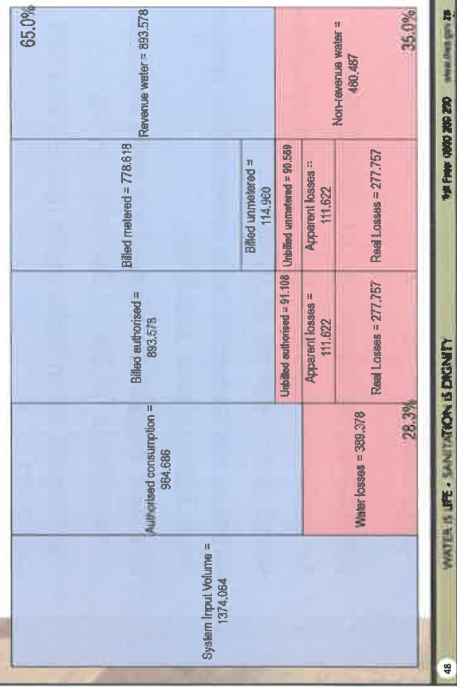 System Input Volume =
1374.064
Authorised consumption =
984.686
Water losses = 389.378
28.3%
Billed authorised =
893.578
Unbilled authorised = 91.108
Apparent losses =
111.622
Real Losses = 277.757
Billed metered = 778.618
Billed unmetered =
114.960
Unbilled unmetered = 90.569
Apparent losses =
111.622
Real Losses = 277.757
65.0%
Revenue water = 893.578
Non-revenue water =
480.487
35.0%
48
WATER IS LIFE - SANITATION IS DIGNITY
Toll Free: 0800 200 200